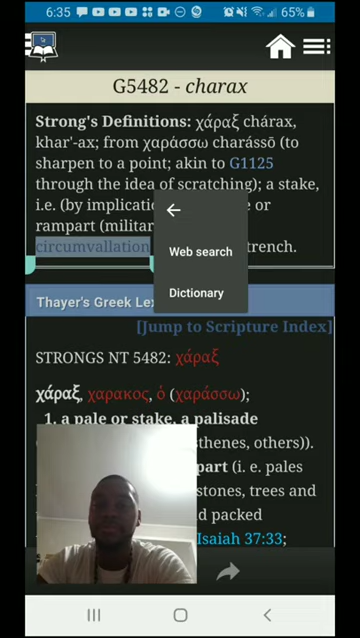 6:35 65%
G5482 - charax
Strong's Definitions: χάραξ chárax,
khar'-ax; from χαράσσω charássō (to
sharpen to a point; akin to G1125
through the idea of scratching); a stake,
i.e. (by implicatio e or
rampart (militar
circumvallation trench.
Web search
Dictionary
Thayer's Greek Lex
[Jump to Scripture Index]
STRONGS NT 5482: χάραξ
χάραξ, χαρακος, ὁ (χαράσσω);
1. a pale or stake, a palisade
sthenes, others)).
part (i. e. pales
stones, trees and
d packed
Isaiah 37:33;